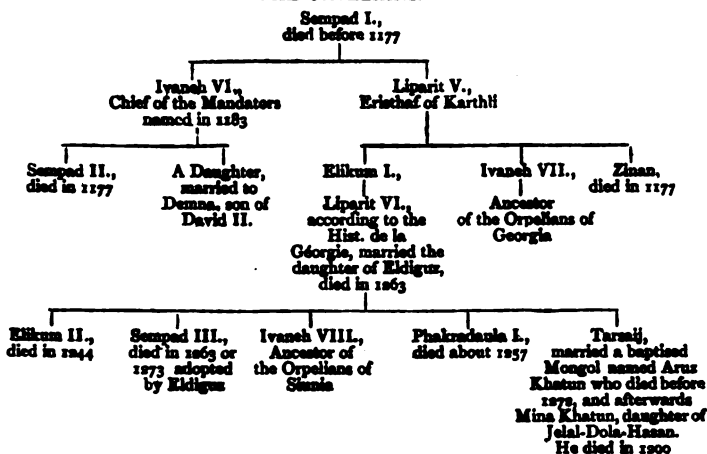 Sempad I.,
died before 1177
Ivaneh VI.,
Chief of the Mandators
named in 1183
Liparit V.,
Eristhaf of Karthli
Sempad II.,
died in 1177
A Daughter,
married to
Demna, son of
David II.
Elikum I.,
Liparit VI.,
according to the
Hist. de la
Géorgie, married the
daughter of Eldiguz,
died in 1263
Ivaneh VII.,
Ancestor
of the Orpelians of
Georgia
Zinan,
died in 1177
Elikum II.,
died in 1244
Sempad III.,
died in 1263 or
1273 adopted
by Eldiguz
Ivaneh VIII.,
Ancestor of
the Orpelians of
Siunia
Phakradaula I.,
died about 1257
Tarsaij,
married a baptised
Mongol named Aruz
Khatun who died before
and afterwards
Mina Khatun, daughter of
Jelal-Dola-Hasan.
He died in